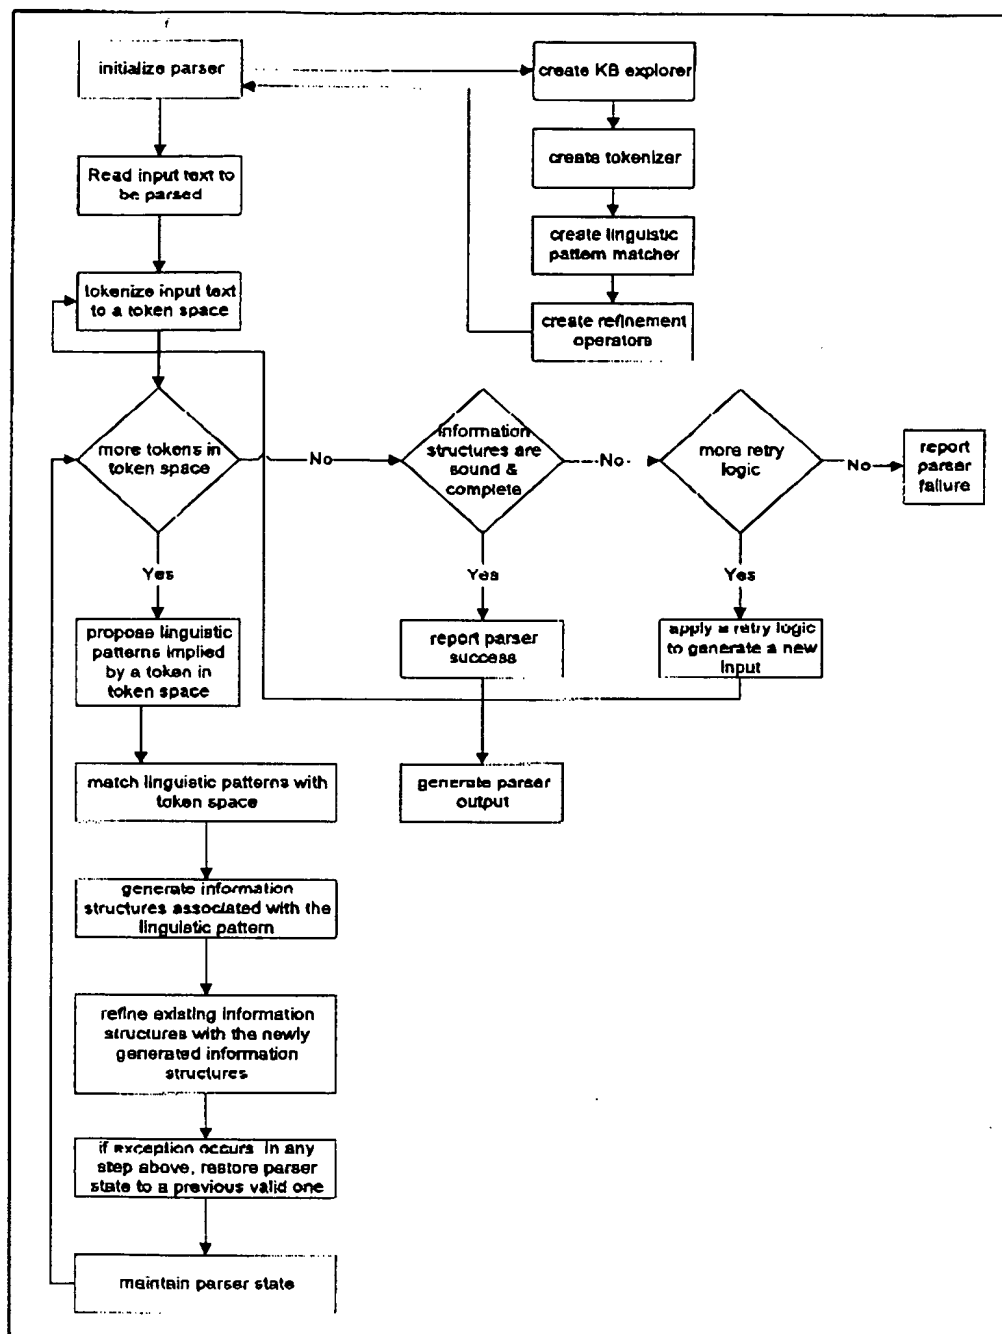 initialize parser
create KB explorer
Read input text to
be parsed
create tokenizer
create linguistic
pattern matcher
tokenize input text
to a token space
create refinement
operators
more tokens in
token space
No
information
structures are
sound &
complete
No
more retry
logic
No
report
parser
failure
Yes
Yes
Yes
propose linguistic
patterns implied
by a token in
token space
report parser
success
apply a retry logic
to generate a new
input
match linguistic patterns with
token space
generate parser
output
generate information
structures associated with the
linguistic pattern
refine existing information
structures with the newly
generated information
structures
if exception occurs in any
step above, restore parser
state to a previous valid one
maintain parser state